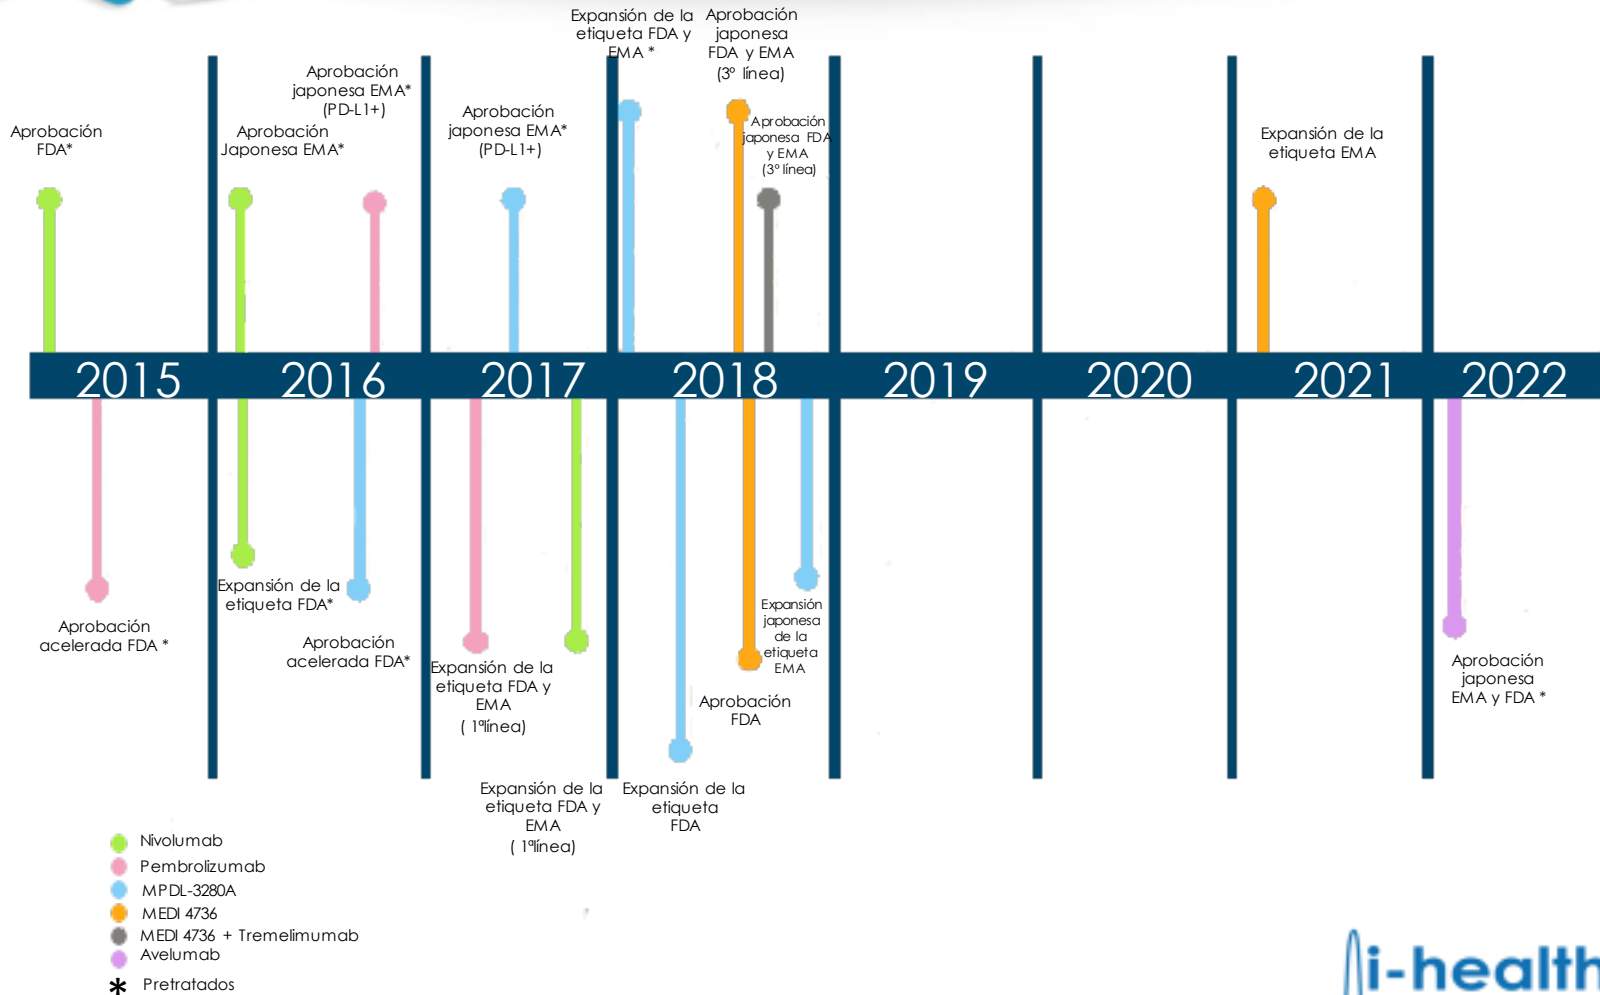 Expansión de la
etiqueta FDA y
EMA *
Aprobación
japonesa
FDA y EMA
(3º línea)
Aprobación
japonesa EMA*
(PD-L1+)
Aprobación
FDA*
Aprobación
Japonesa EMA*
Aprobación
japonesa EMA*
(PD-L1+)
Aprobación
japonesa FDA
y EMA
(3º línea)
Expansión de la
etiqueta EMA
2015
2016
2017
2018
2019
2020
2021
2022
Aprobación
acelerada FDA *
Expansión de la
etiqueta FDA*
Aprobación
acelerada FDA*
Expansión de la
etiqueta FDA y
EMA
( 1ªlínea)
Expansión
japonesa
de la
etiqueta
EMA
Aprobación
FDA
Aprobación
japonesa
EMA y FDA *
Expansión de la
etiqueta FDA y
EMA
( 1ªlínea)
Expansión de la
etiqueta
FDA
Nivolumab
Pembrolizumab
MPDL-3280A
MEDI 4736
MEDI 4736 + Tremelimumab
Avelumab
* Pretratados
i-health